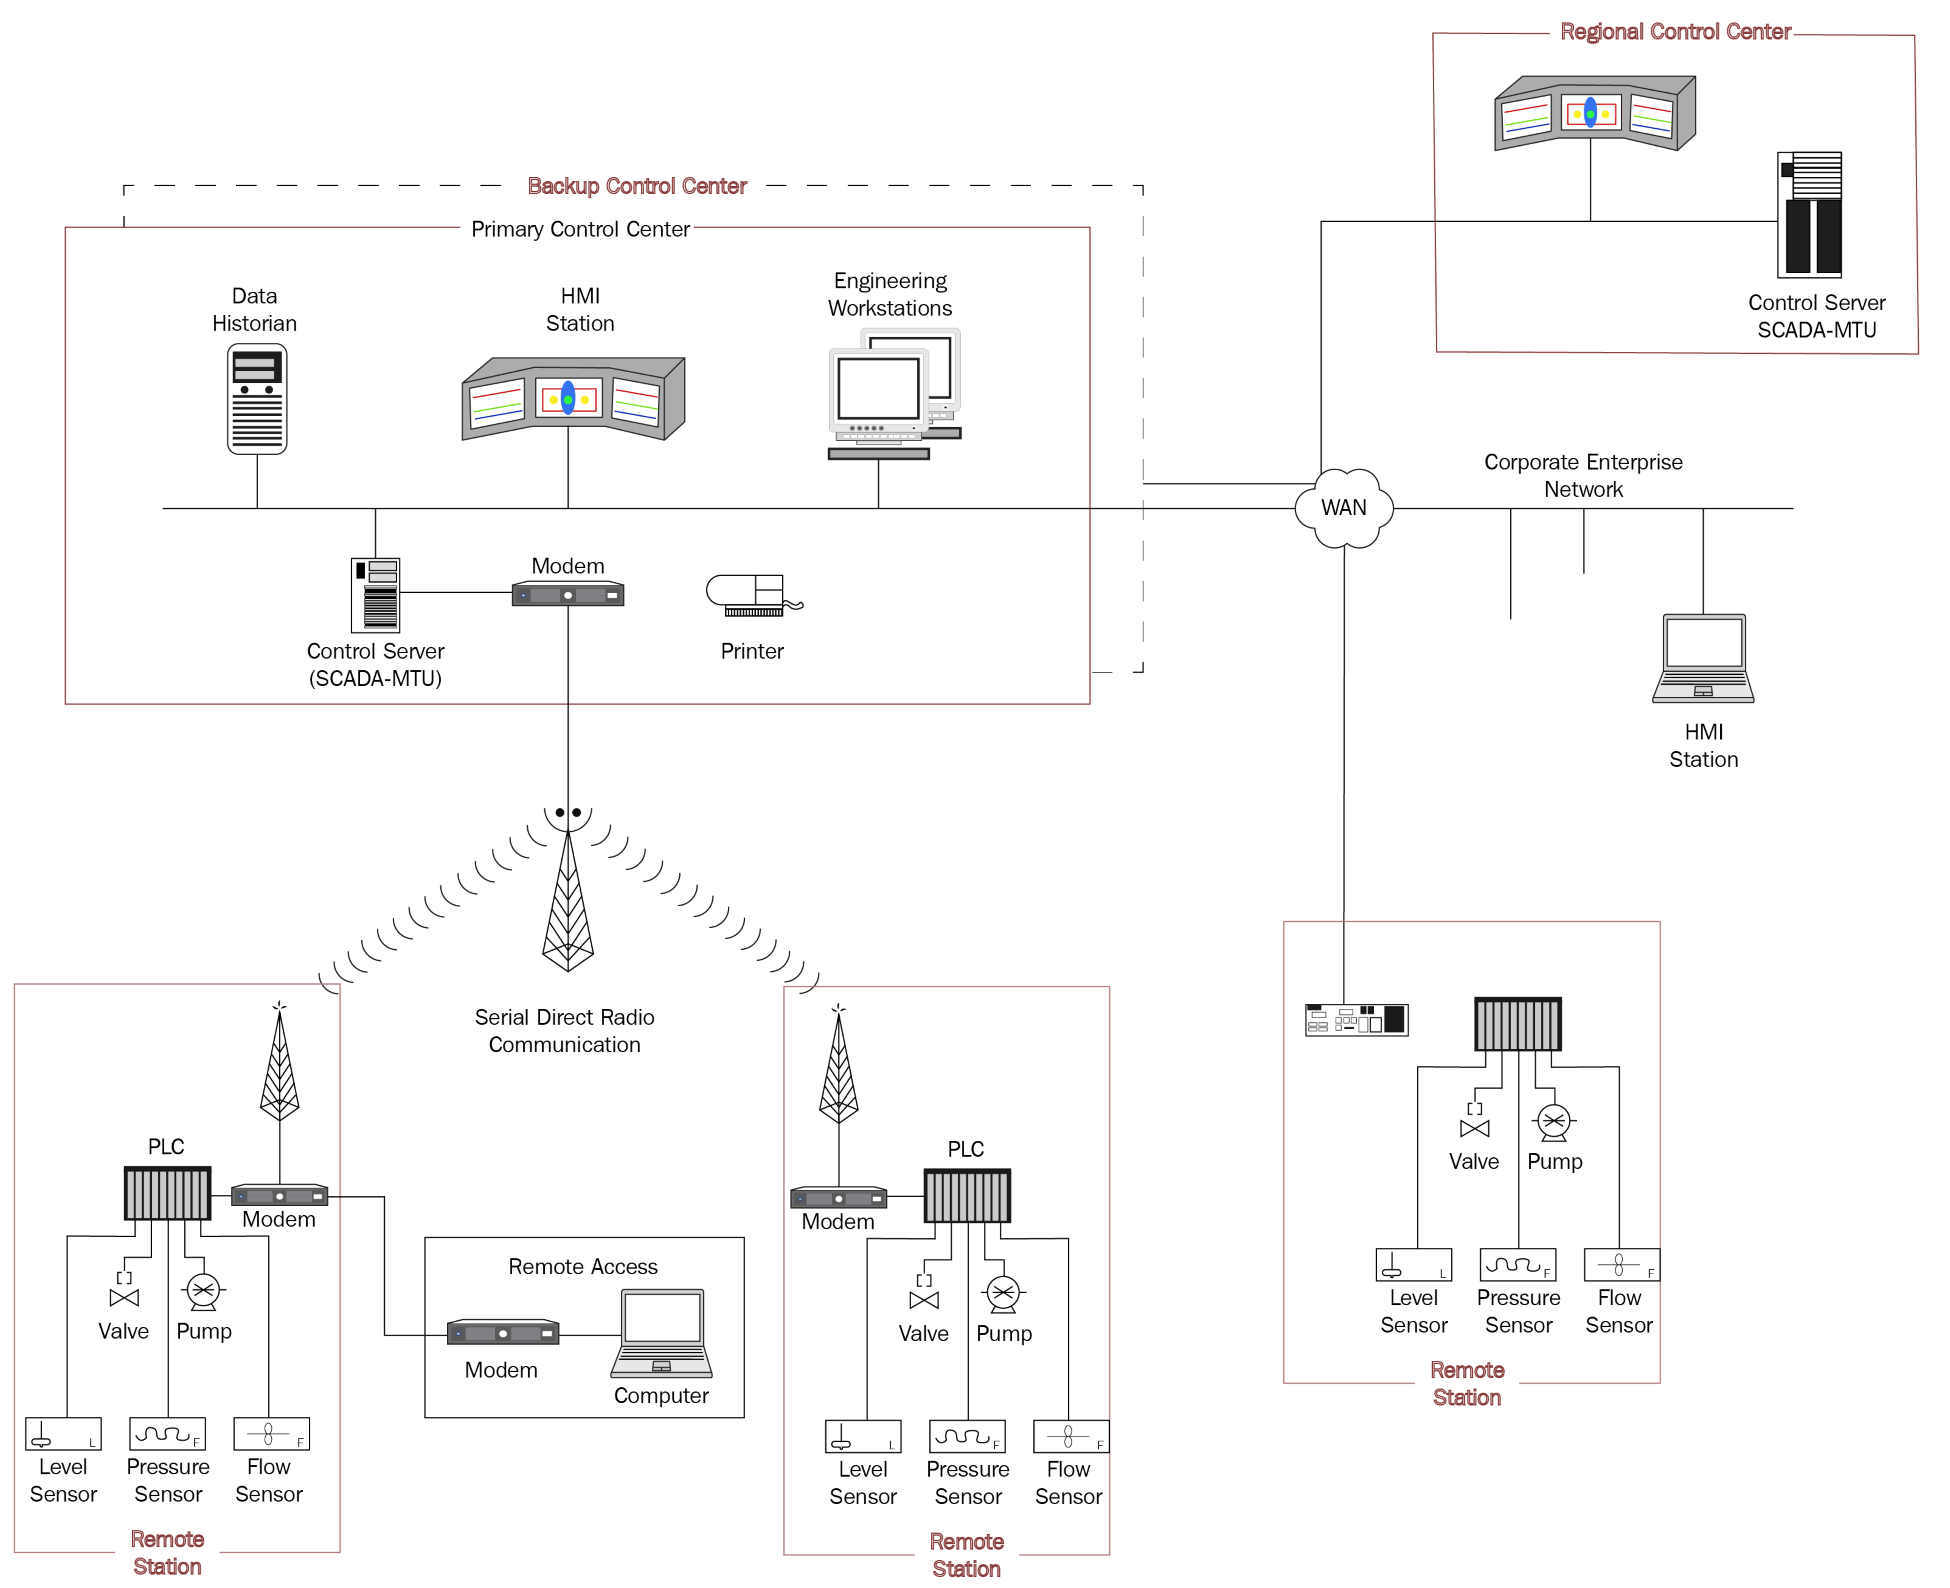 Regional Control Center
Control Server
SCADA-MTU
Backup Control Center
Primary Control Center
Data
Historian
HMI
Station
Engineering
Workstations
Control Server
(SCADA-MTU)
Modem
Printer
WAN
Corporate Enterprise
Network
HMI
Station
Serial Direct Radio
Communication
PLC
Modem
Valve
Pump
L
F
F
Level
Sensor
Pressure
Sensor
Flow
Sensor
Remote
Station
Remote Access
Modem
Computer
PLC
Modem
Valve
Pump
L
F
F
Level
Sensor
Pressure
Sensor
Flow
Sensor
Remote
Station
Valve
Pump
L
F
F
Level
Sensor
Pressure
Sensor
Flow
Sensor
Remote
Station